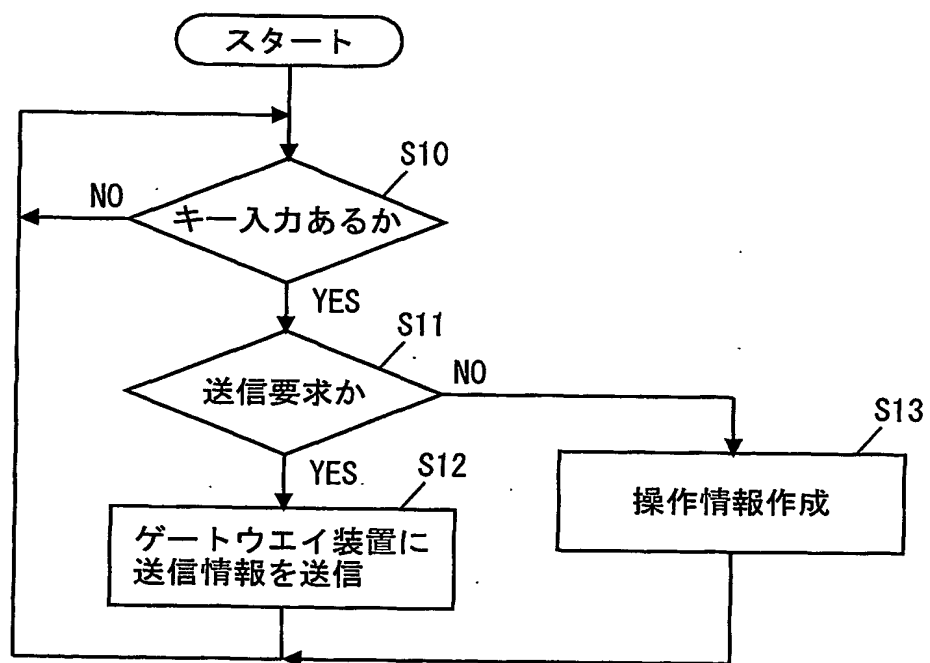 スタート
S10
NO
キー入力あるか
YES
S11
送信要求か
NO
S13
YES
S12
操作情報作成
ゲートウエイ装置に
送信情報を送信